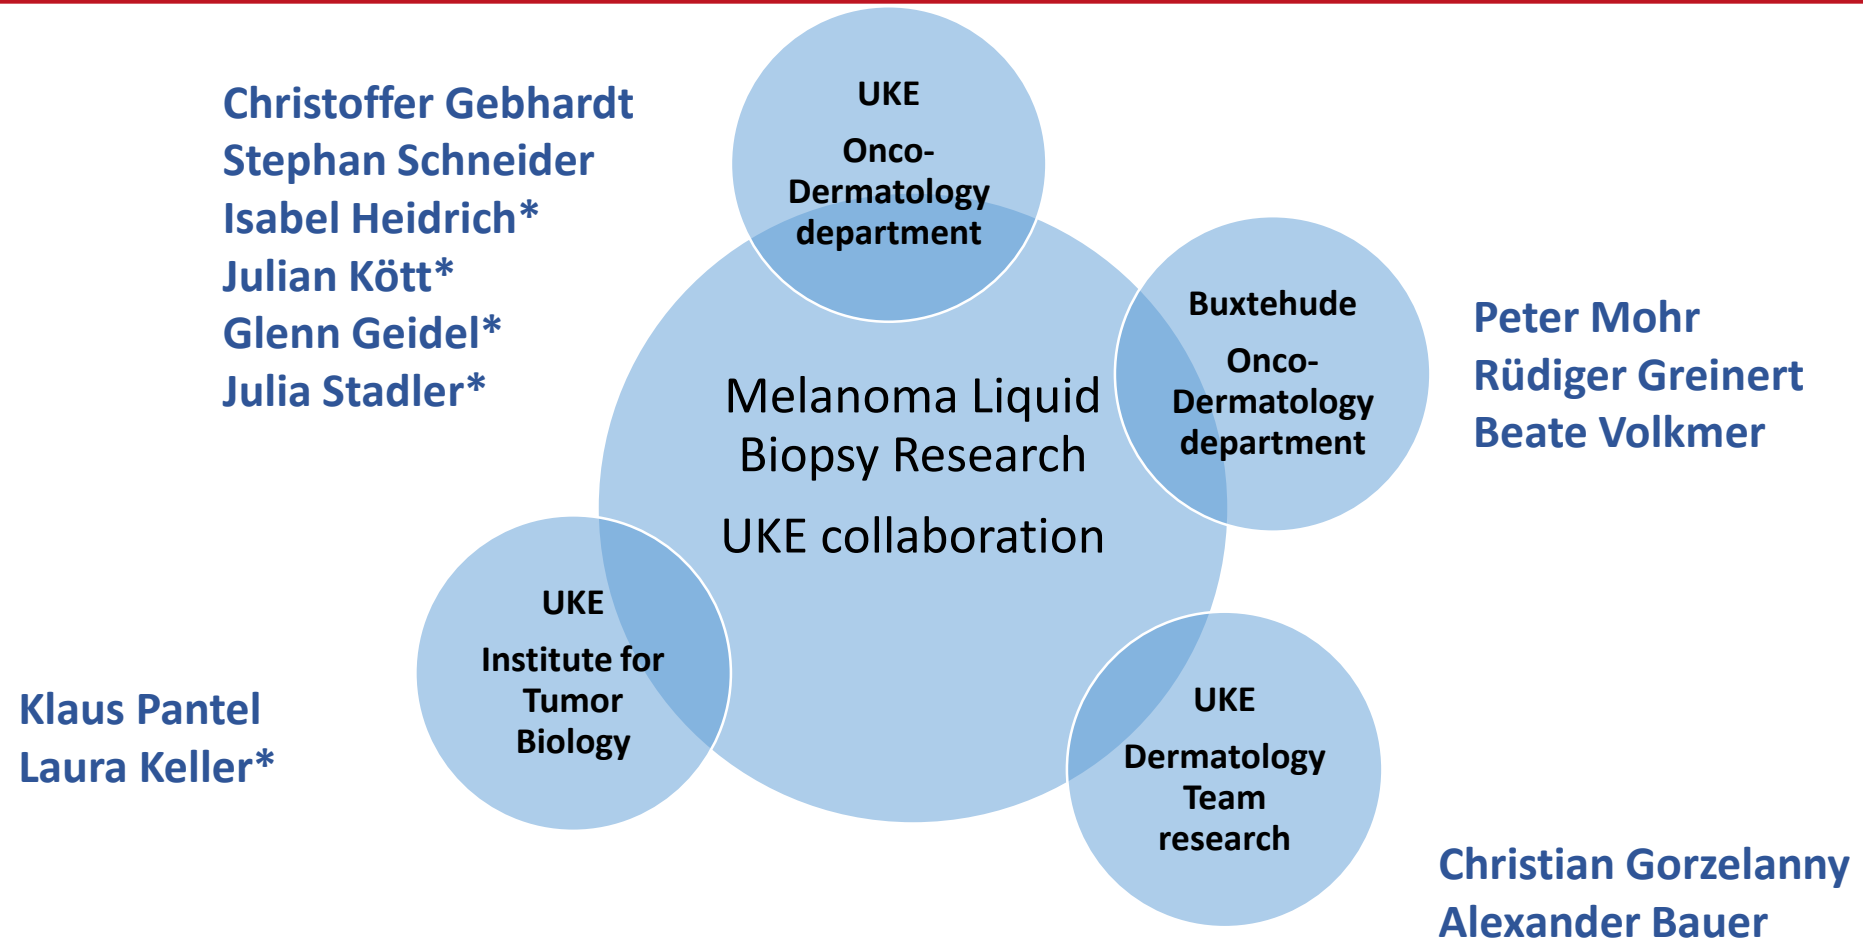 Christoffer Gebhardt
Stephan Schneider
Isabel Heidrich*
Julian Kött*
Glenn Geidel*
Julia Stadler*
UKE
Onco-
Dermatology
department
Buxtehude
Onco-
Dermatology
department
Peter Mohr
Rüdiger Greinert
Beate Volkmer
Melanoma Liquid
Biopsy Research
UKE collaboration
UKE
Institute for
Tumor
Biology
Klaus Pantel
Laura Keller*
UKE
Dermatology
Team
research
Christian Gorzelanny
Alexander Bauer